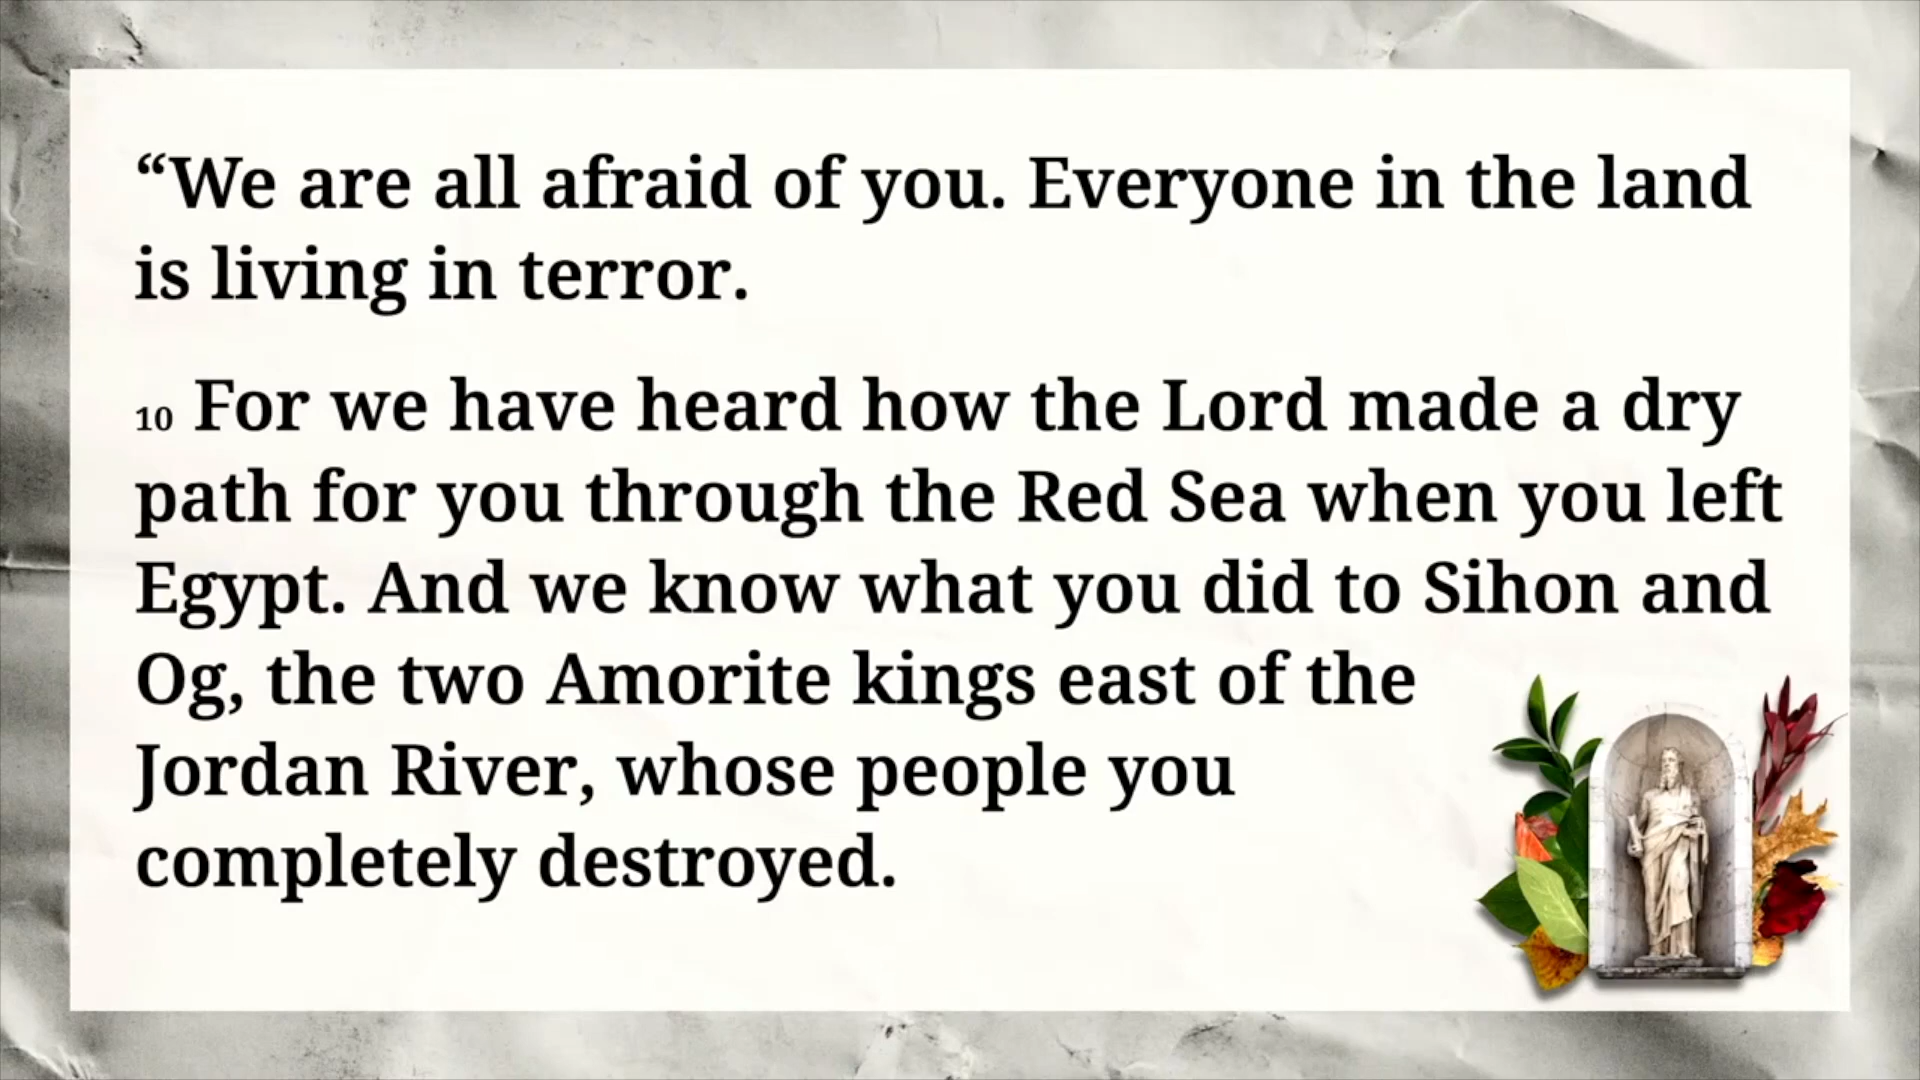 “We are all afraid of you. Everyone in the land
is living in terror.
10 For we have heard how the Lord made a dry
path for you through the Red Sea when you left
Egypt. And we know what you did to Sihon and
Og, the two Amorite kings east of the
Jordan River, whose people you
completely destroyed.